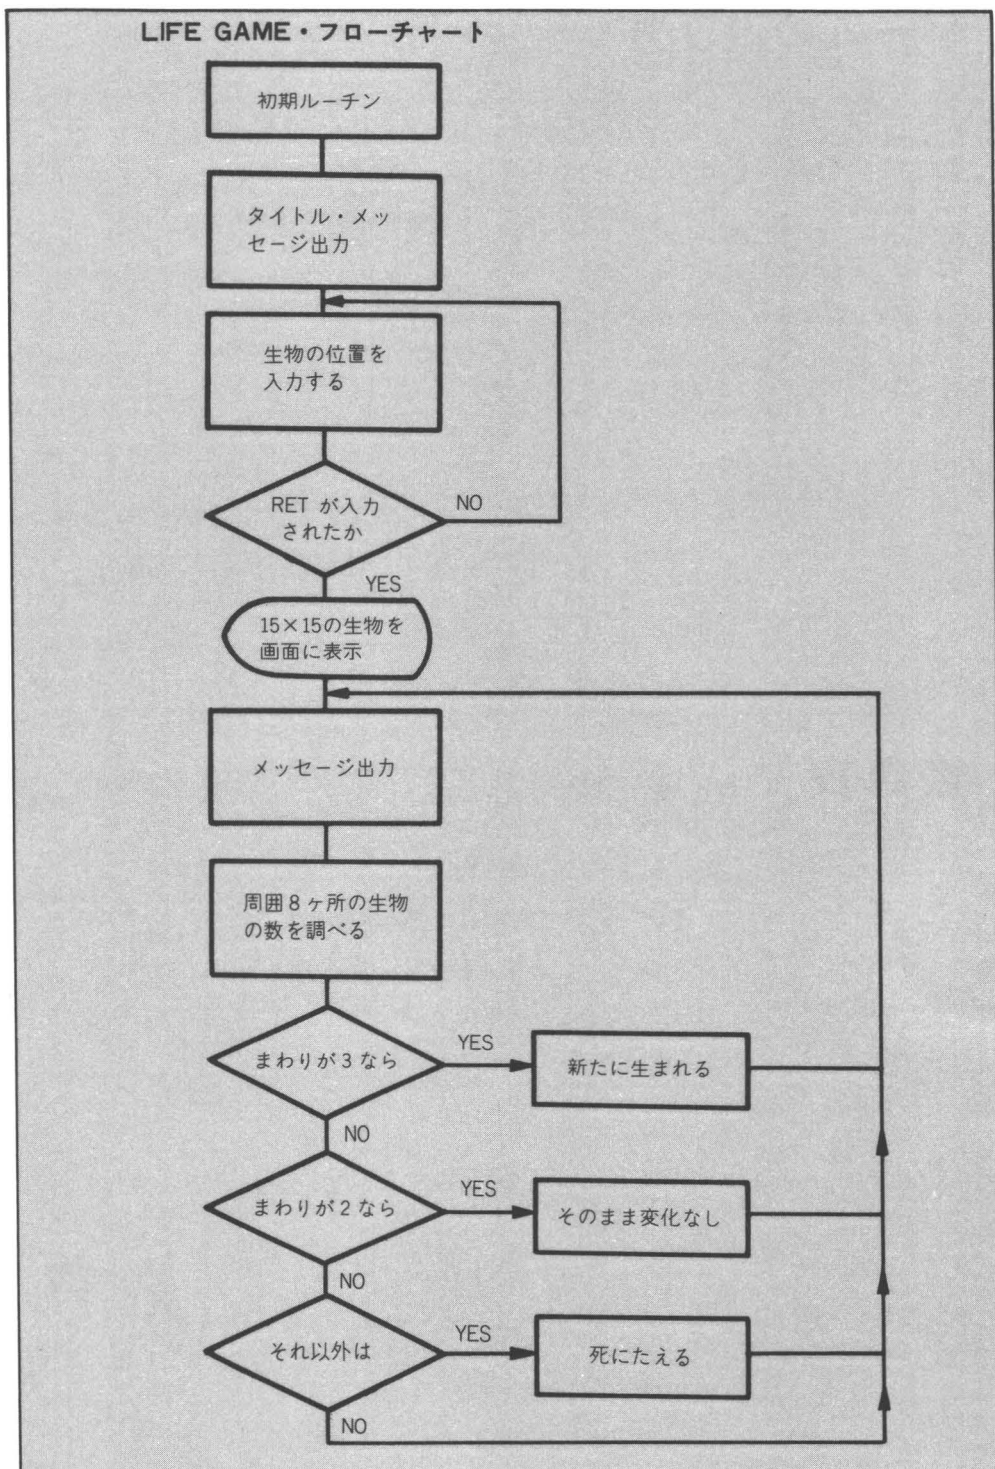 LIFE GAME・フローチャート
初期ルーチン
タイトル・メッ
セージ出力
生物の位置を
入力する
RET が入力
されたか
NO
YES
15×15の生物を
画面に表示
メッセージ出力
周囲8ヶ所の生物
の数を調べる
まわりが3なら
YES
新たに生まれる
NO
まわりが2なら
YES
そのまま変化なし
NO
それ以外は
YES
死にたえる
NO